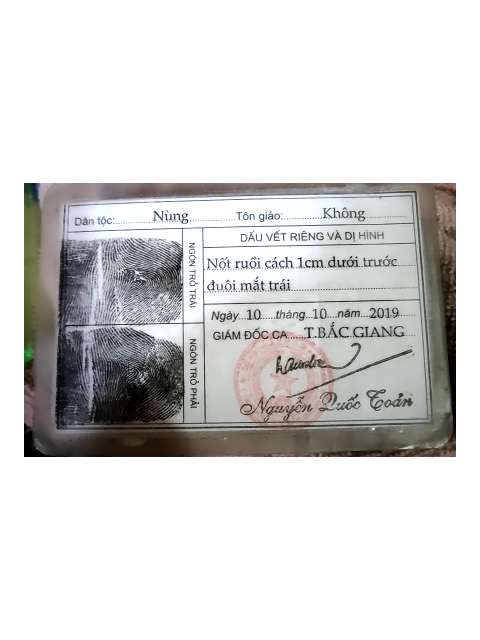 Dân tộc: Nùng Tôn giáo: Không
DẤU VẾT RIÊNG VÀ DỊ HÌNH
NGÓN TRỎ TRÁI
Nốt ruồi cách 1cm dưới trước
đuôi mắt trái
NGÓN TRỎ PHẢI
Ngày 10 tháng 10 năm 2019
GIÁM ĐỐC CA T.BẮC GIANG
Nguyễn Quốc Toản